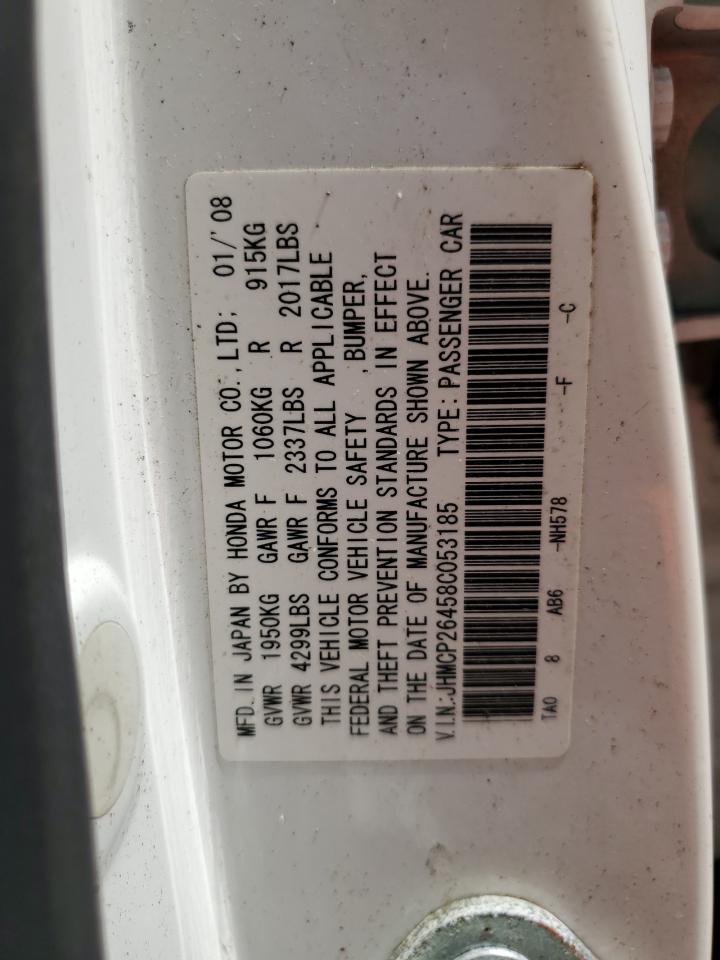 MFD. IN JAPAN BY HONDA MOTOR CO.,LTD; 01/'08
GVWR 1950KG GAWR F 1060KG R 915KG
GVWR 4299LBS GAWR F 2337LBS R 2017LBS
THIS VEHICLE CONFORMS TO ALL APPLICABLE
FEDERAL MOTOR VEHICLE SAFETY ,BUMPER,
AND THEFT PREVENTION STANDARDS IN EFFECT
ON THE DATE OF MANUFACTURE SHOWN ABOVE.
V.I.N.:JHMCP26458C053185 TYPE: PASSENGER CAR
TA0 8 AB6 -NH578 -F -C